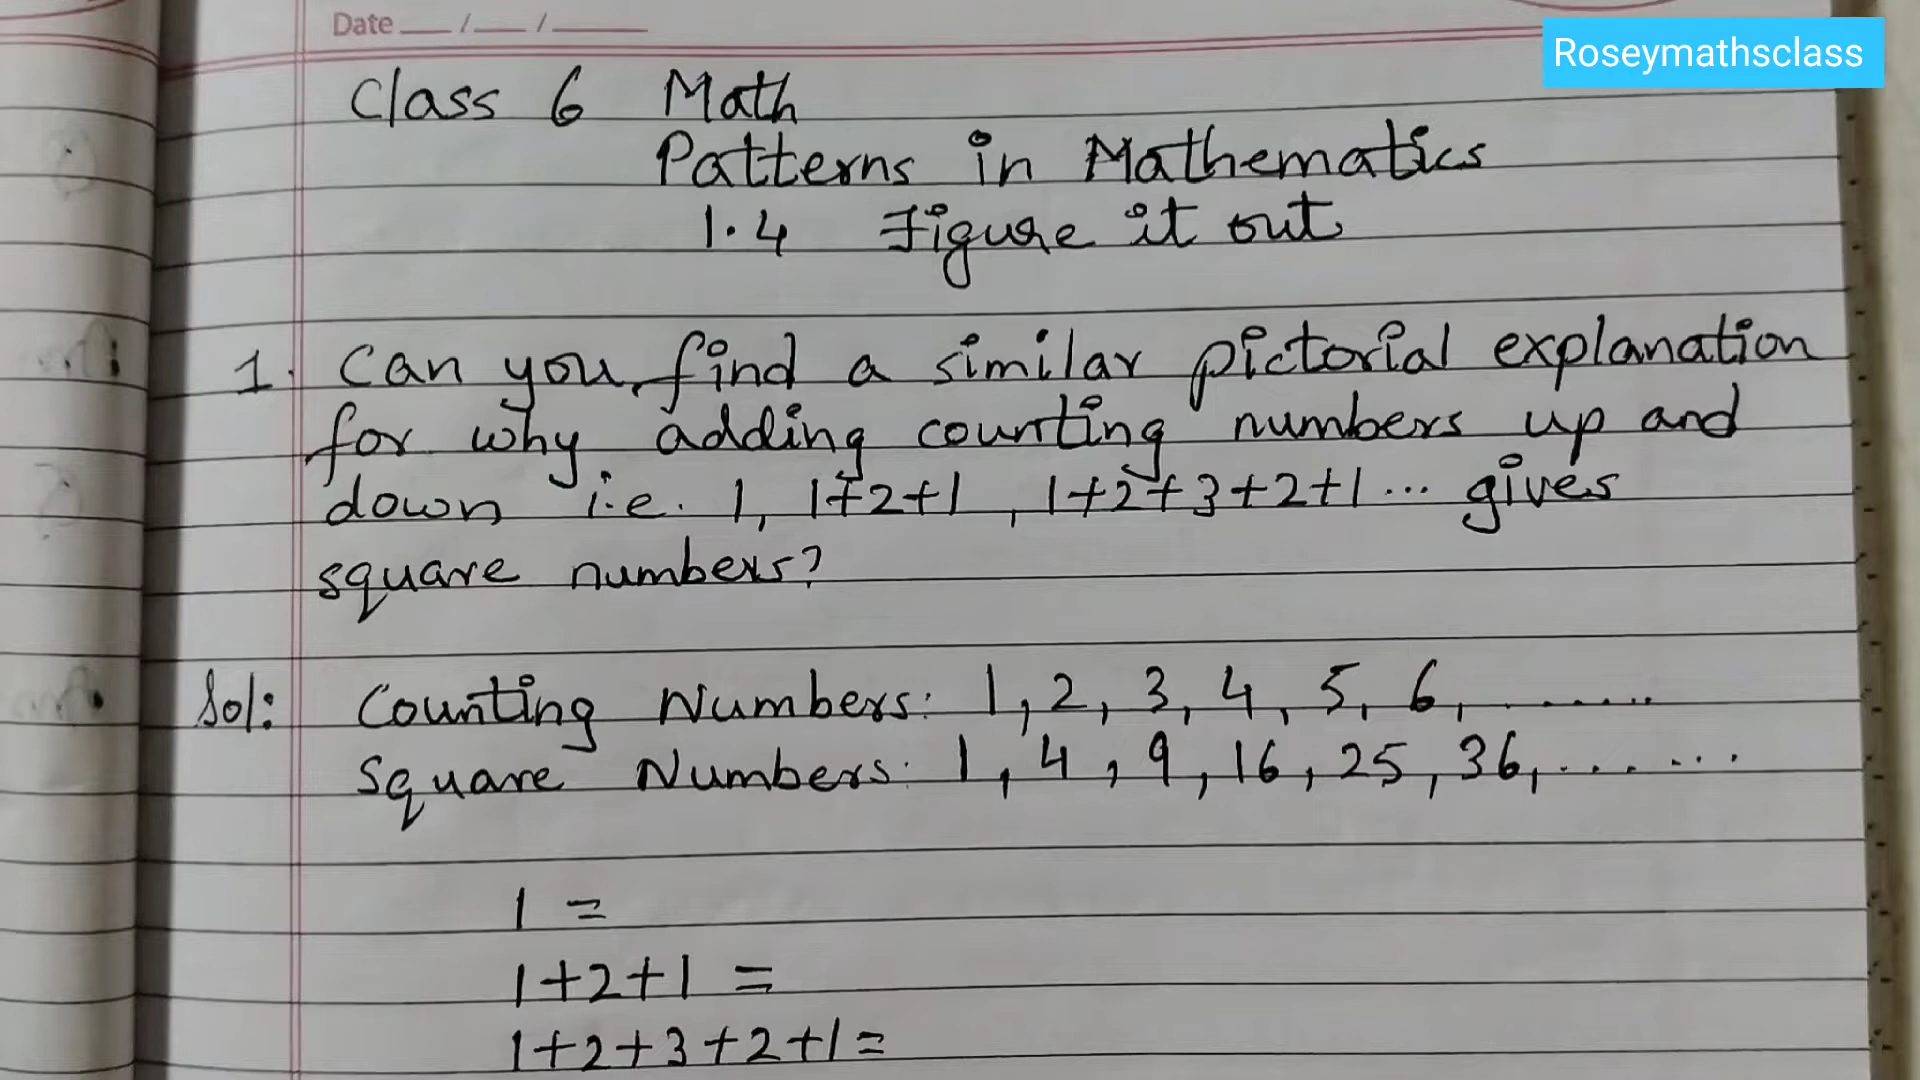 Date __/__/____
Roseymathsclass
Class 6 Math
Patterns in Mathematics
1.4 Figure it out
1. Can you find a similar pictorial explanation
for why adding counting numbers up and
down i.e. 1, 1+2+1, 1+2+3+2+1... gives
square numbers?
Sol: Counting Numbers: 1, 2, 3, 4, 5, 6, .......
Square Numbers: 1, 4, 9, 16, 25, 36, .......
1 =
1+2+1 =
1+2+3+2+1=